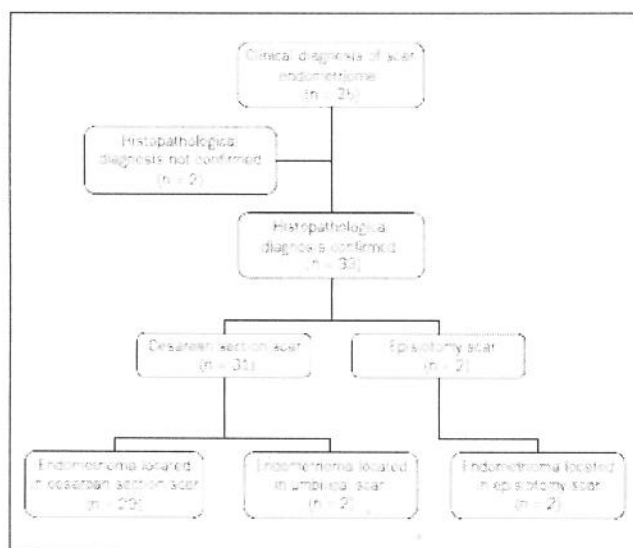 Clinical diagnosis of scar
endometrioma
(n = 35)
Histopathological
diagnosis not confirmed
(n = 2)
Histopathological
diagnosis confirmed
(n = 33)
Cesarean section scar
(n = 31)
Episiotomy scar
(n = 2)
Endometrioma located
in cesarean section scar
(n = 29)
Endometrioma located
in umbilical scar
(n = 2)
Endometrioma located
in episiotomy scar
(n = 2)